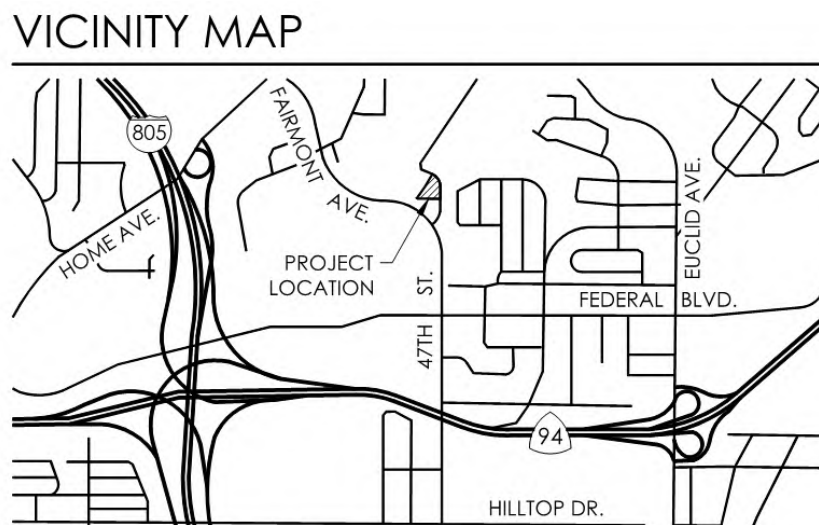 VICINITY MAP
805
FAIRMONT
AVE.
HOME AVE.
EUCLID AVE.
PROJECT
LOCATION
47TH ST.
FEDERAL BLVD.
94
HILLTOP DR.